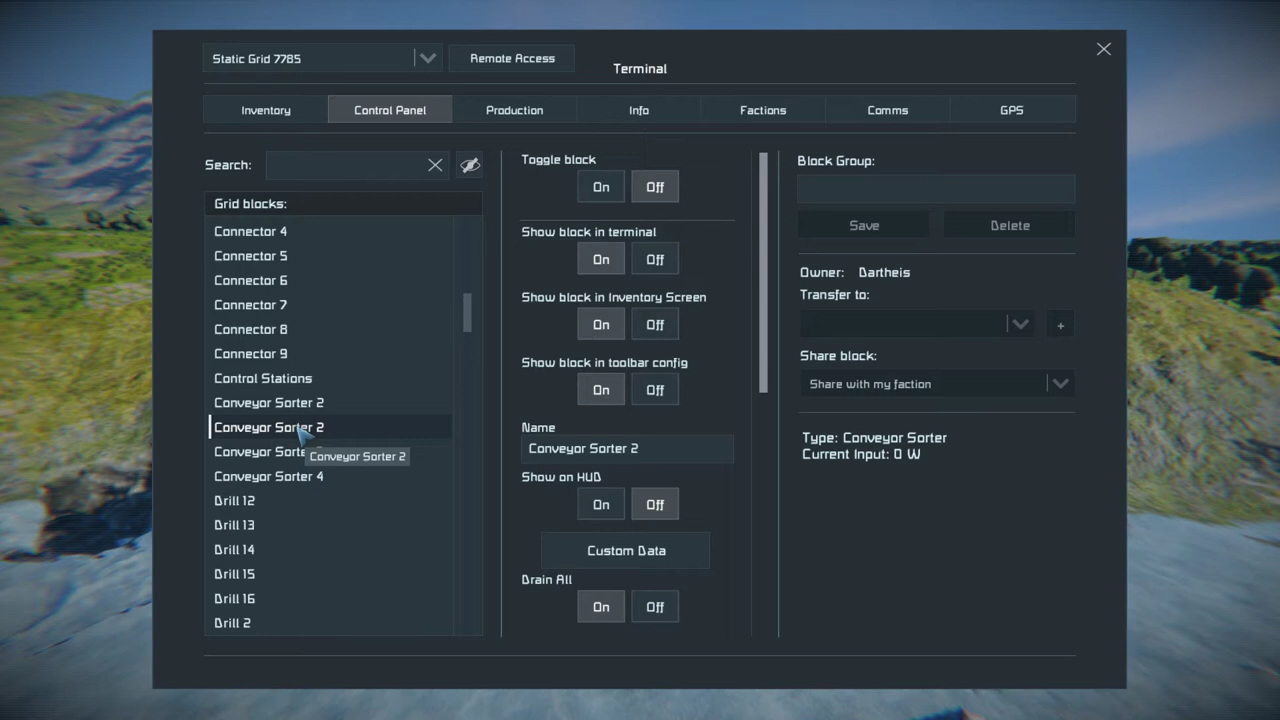 Static Grid 7785
Remote Access
Terminal
Inventory
Control Panel
Production
Info
Factions
Comms
GPS
Search:
Grid blocks:
Connector 4
Connector 5
Connector 6
Connector 7
Connector 8
Connector 9
Control Stations
Conveyor Sorter 2
Conveyor Sorter 2
Conveyor Sorte
Conveyor Sorter 2
Conveyor Sorter 4
Drill 12
Drill 13
Drill 14
Drill 15
Drill 16
Drill 2
Toggle block
On Off
Show block in terminal
On Off
Show block in Inventory Screen
On Off
Show block in toolbar config
On Off
Name
Conveyor Sorter 2
Show on HUD
On Off
Custom Data
Drain All
On Off
Block Group:
Save Delete
Owner: Dartheis
Transfer to:
+
Share block:
Share with my faction
Type: Conveyor Sorter
Current Input: 0 W